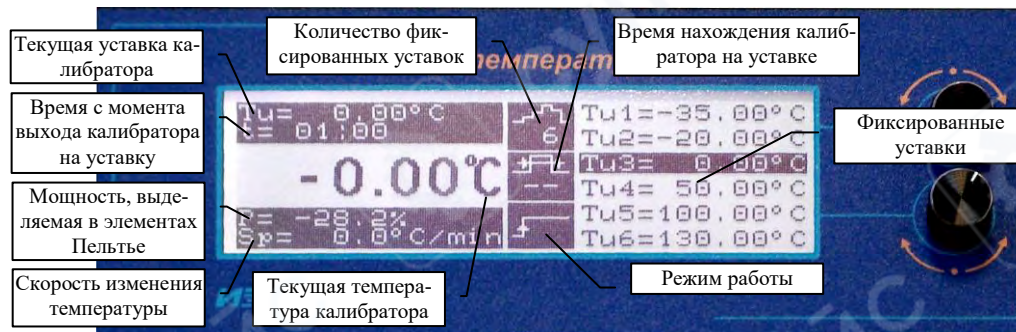 Текущая уставка ка-
либратора
Количество фик-
сированных уставок
Время нахождения калиб-
ратора на уставке
температ
Время с момента
выхода калибратора
на уставку
Фиксированные
уставки
Мощность, выде-
ляемая в элементах
Пельтье
Скорость изменения
температуры
Текущая темпера-
тура калибратора
Режим работы
Tu= 0.00°C
01:00
-0.00°C
P= -28.2%
Sp= 0.0°C/min
6
--
Tu1=-35.00°C
Tu2=-20.00°C
Tu3= 0.00°C
Tu4= 50.00°C
Tu5=100.00°C
Tu6=130.00°C